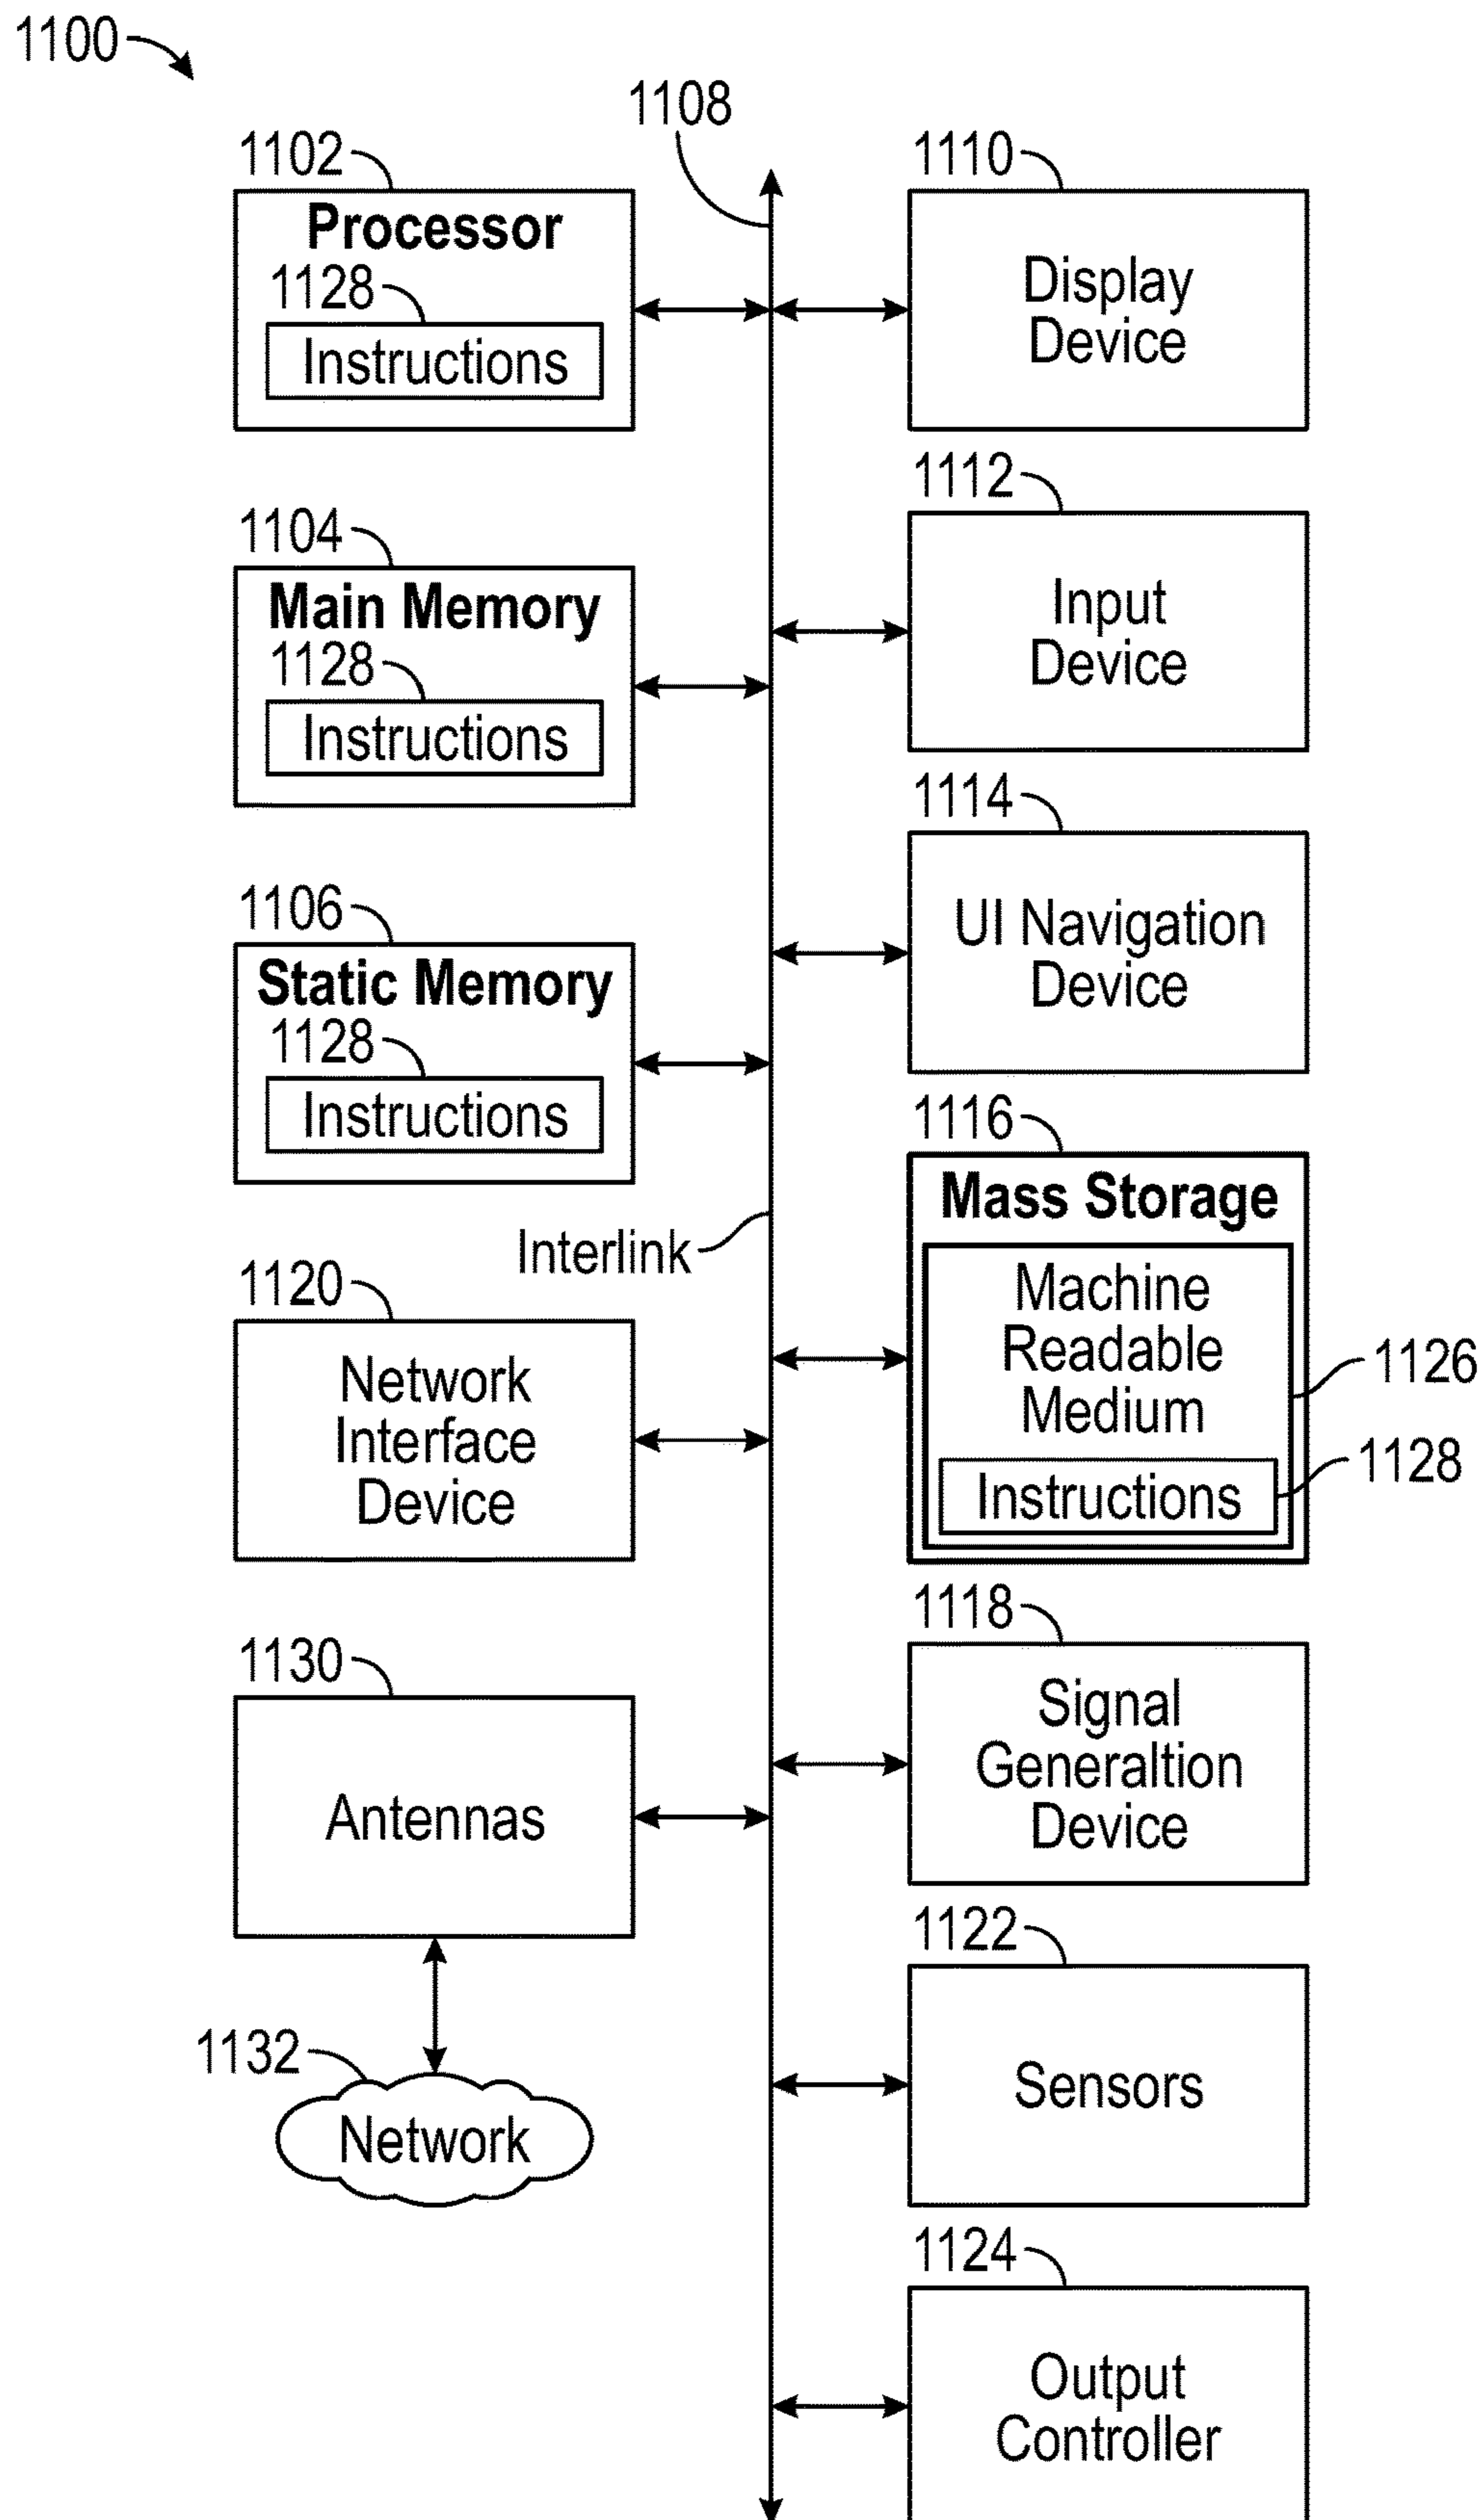 1100
1108
1102
Processor
1128
Instructions
1110
Display
Device
1112
Input
Device
1104
Main Memory
1128
Instructions
1114
UI Navigation
Device
1106
Static Memory
1128
Instructions
1116
Mass Storage
Machine
Readable
Medium
1126
Instructions
1128
Interlink
1120
Network
Interface
Device
1118
Signal
Generaltion
Device
1130
Antennas
1122
Sensors
1132
Network
1124
Output
Controller